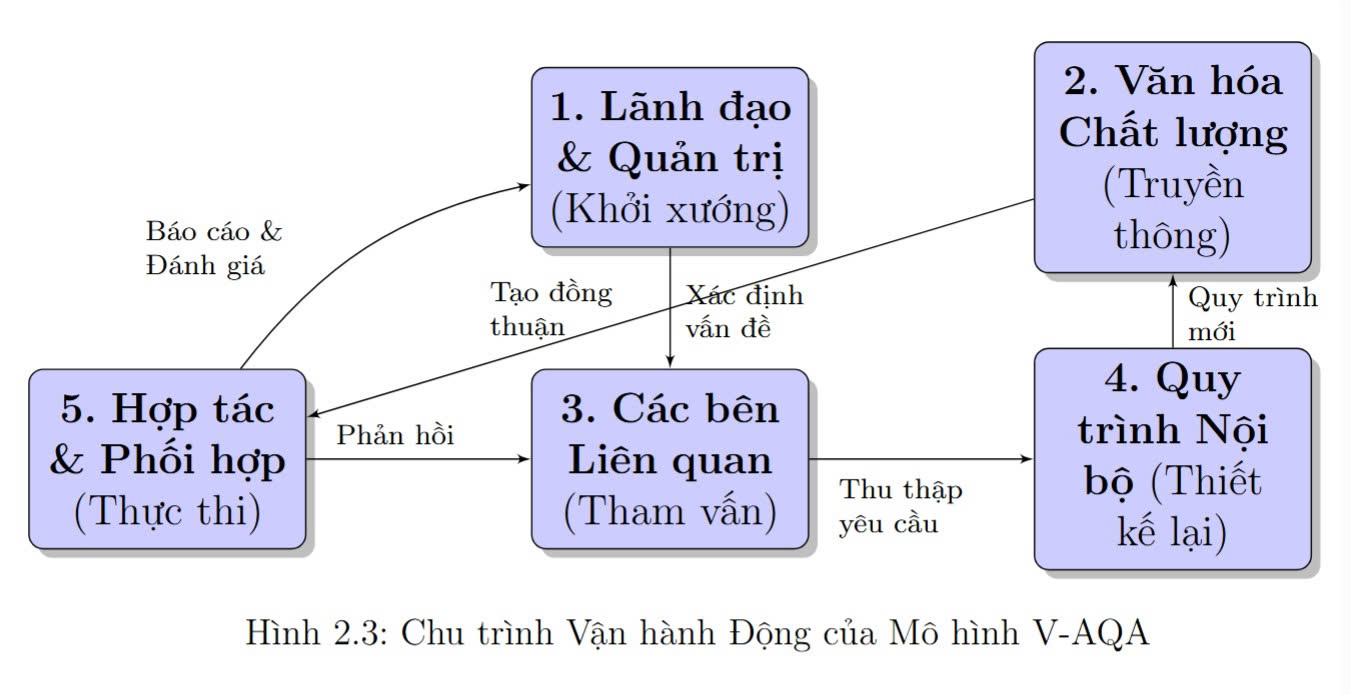 1. Lãnh đạo
& Quản trị
(Khởi xướng)
2. Văn hóa
Chất lượng
(Truyền
thông)
Báo cáo &
Đánh giá
Tạo đồng
thuận
Xác định
vấn đề
Quy trình
mới
5. Hợp tác
& Phối hợp
(Thực thi)
Phản hồi
3. Các bên
Liên quan
(Tham vấn)
Thu thập
yêu cầu
4. Quy
trình Nội
bộ (Thiết
kế lại)
Hình 2.3: Chu trình Vận hành Động của Mô hình V-AQA